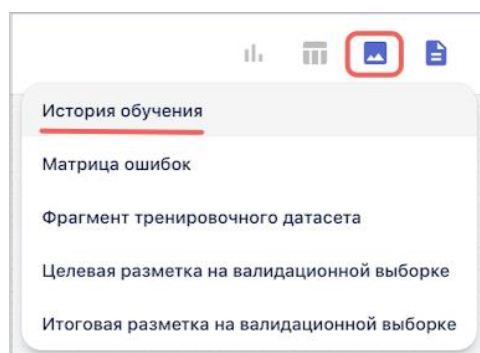 История обучения
Матрица ошибок
Фрагмент тренировочного датасета
Целевая разметка на валидационной выборке
Итоговая разметка на валидационной выборке